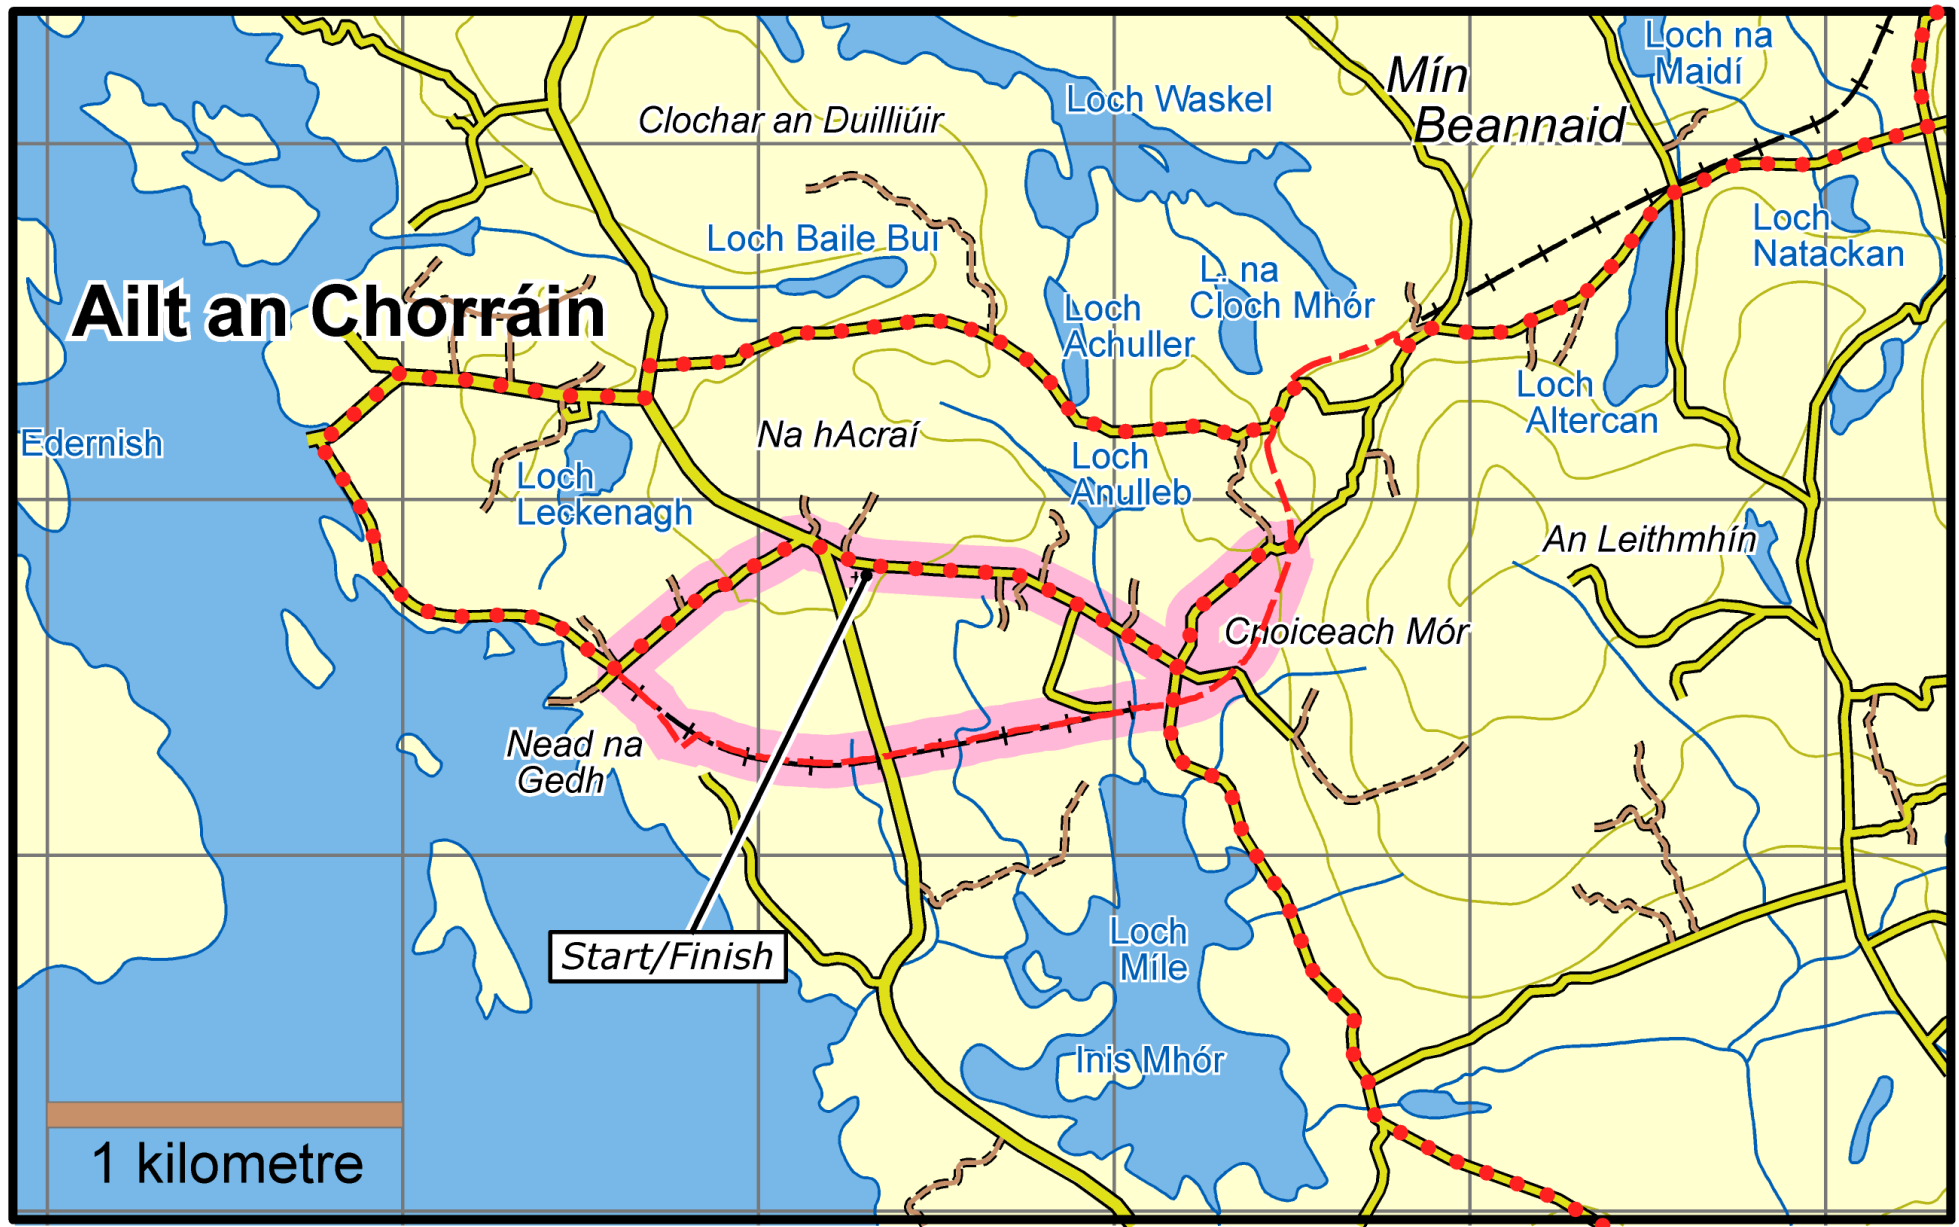 Loch na
Maidí
Mín
Beannaid
Loch Waskel
Clochar an Duilliúir
Loch Baile Bui
Loch
Natackan
L. na
Cloch Mhór
Ailt an Chorráin
Loch
Achuller
Loch
Altercan
Edernish
Na hAcraí
Loch
Anulleb
Loch
Leckenagh
An Leithmhín
Cnoiceach Mór
Nead na
Gedh
Start/Finish
Loch
Míle
Inis Mhór
1 kilometre